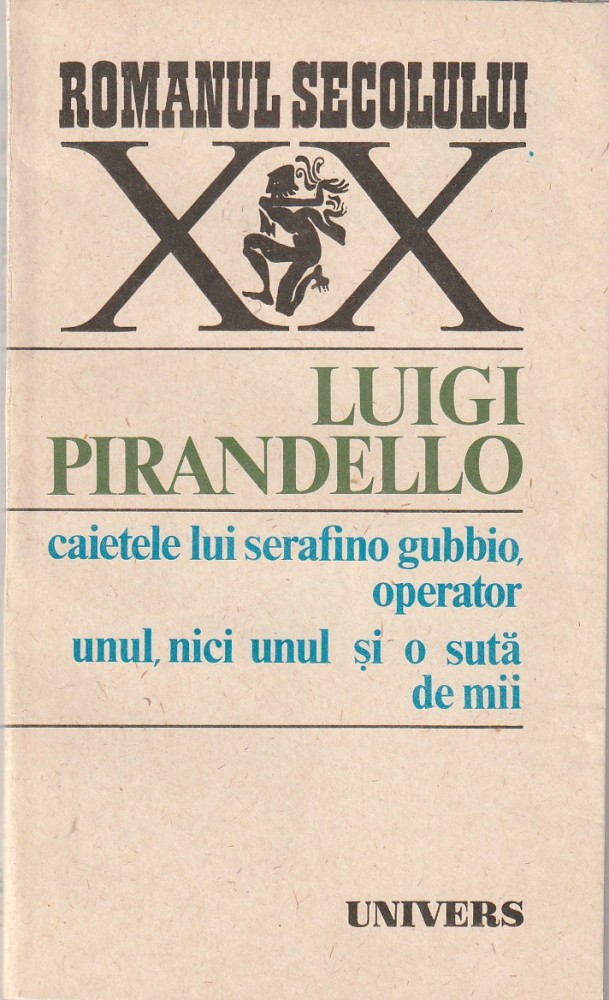 ROMANUL SECOLULUI
XX
LUIGI
PIRANDELLO
caietele lui serafino gubbio,
operator
unul, nici unul și o sută
de mii
UNIVERS